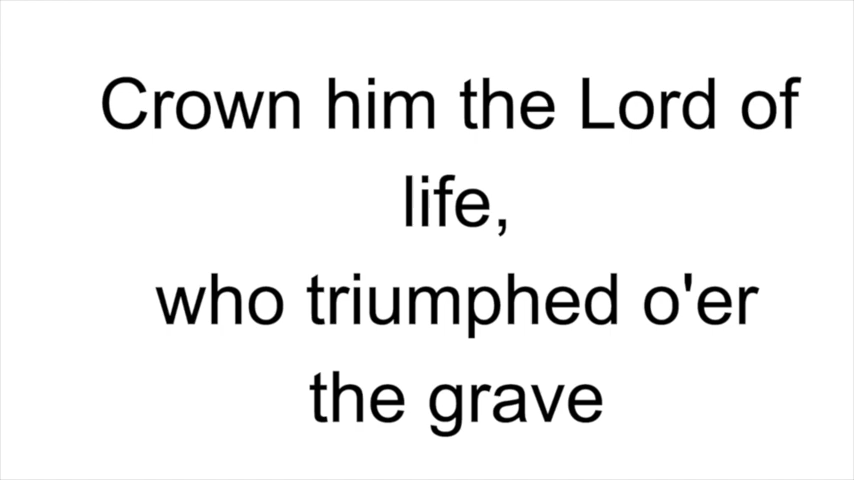 Crown him the Lord of
life,
who triumphed o'er
the grave